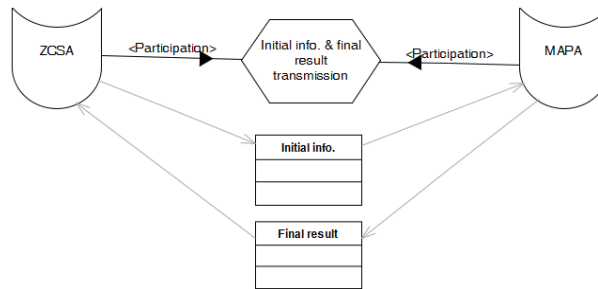 ZCSA
<Participation>
Initial info. & final
result
transmission
<Participation>
MAPA
Initial info.
Final result